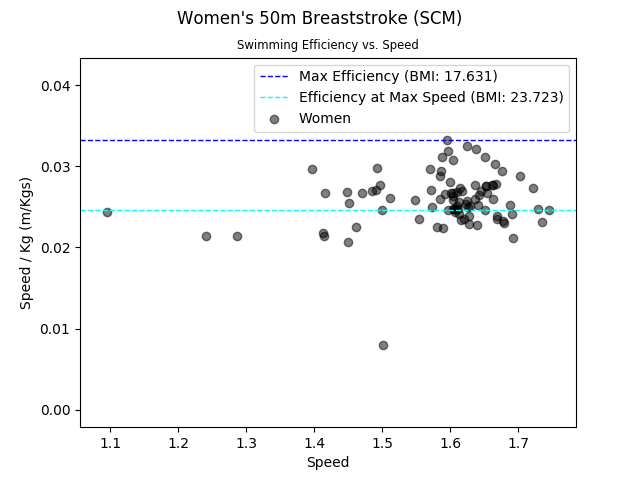 Women's 50m Breaststroke (SCM)
Swimming Efficiency vs. Speed
Max Efficiency (BMI: 17.631)
Efficiency at Max Speed (BMI: 23.723)
Women
Speed / Kg (m/Kgs)
0.04
0.03
0.02
0.01
0.00
1.1 1.2 1.3 1.4 1.5 1.6 1.7
Speed